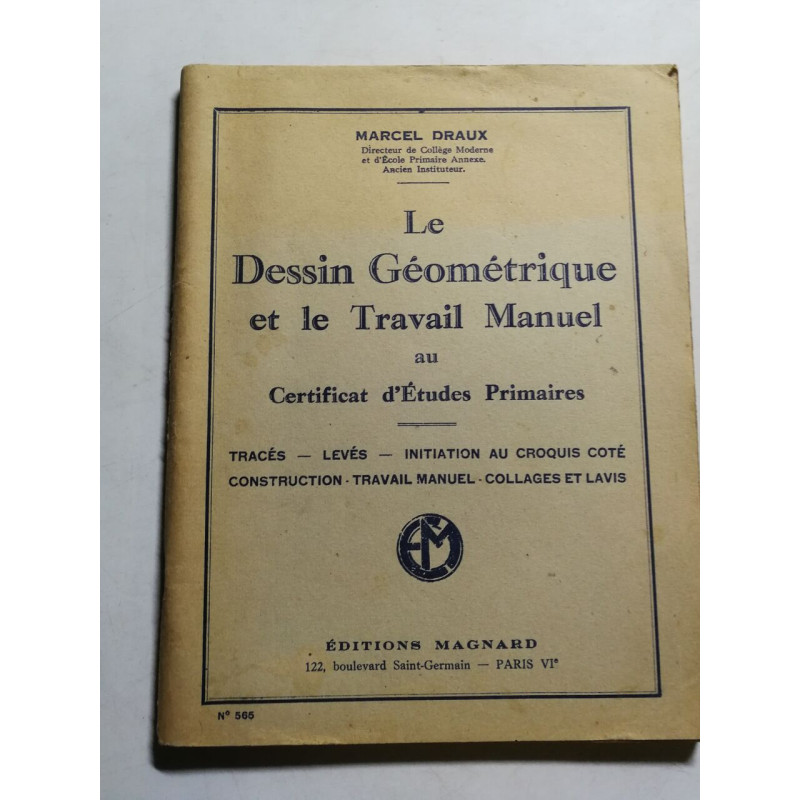 MARCEL DRAUX
Directeur de Collège Moderne
et d'École Primaire Annexe.
Ancien Instituteur.
Le
Dessin Géométrique
et le Travail Manuel
au
Certificat d'Études Primaires
TRACÉS — LEVÉS — INITIATION AU CROQUIS COTÉ
CONSTRUCTION - TRAVAIL MANUEL - COLLAGES ET LAVIS
EM
ÉDITIONS MAGNARD
122, boulevard Saint-Germain — PARIS VIe
N° 565